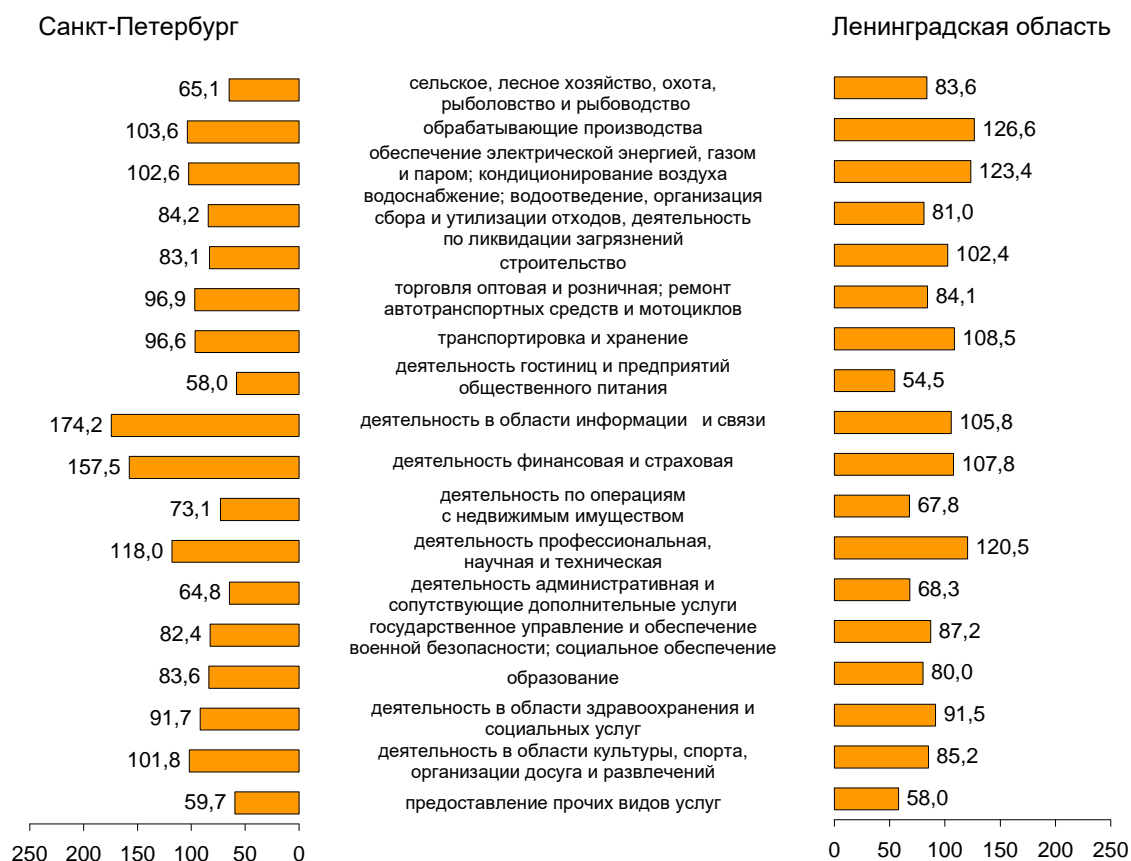 Санкт-Петербург
Ленинградская область
65,1
сельское, лесное хозяйство, охота,
рыболовство и рыбоводство
83,6
103,6
обрабатывающие производства
126,6
102,6
обеспечение электрической энергией, газом
и паром; кондиционирование воздуха
123,4
84,2
водоснабжение; водоотведение, организация
сбора и утилизации отходов, деятельность
по ликвидации загрязнений
81,0
83,1
строительство
102,4
96,9
торговля оптовая и розничная; ремонт
автотранспортных средств и мотоциклов
84,1
96,6
транспортировка и хранение
108,5
58,0
деятельность гостиниц и предприятий
общественного питания
54,5
174,2
деятельность в области информации и связи
105,8
157,5
деятельность финансовая и страховая
107,8
73,1
деятельность по операциям
с недвижимым имуществом
67,8
118,0
деятельность профессиональная,
научная и техническая
120,5
64,8
деятельность административная и
сопутствующие дополнительные услуги
68,3
82,4
государственное управление и обеспечение
военной безопасности; социальное обеспечение
87,2
83,6
образование
80,0
91,7
деятельность в области здравоохранения и
социальных услуг
91,5
101,8
деятельность в области культуры, спорта,
организации досуга и развлечений
85,2
59,7
предоставление прочих видов услуг
58,0
250 200 150 100 50 0
0 50 100 150 200 250